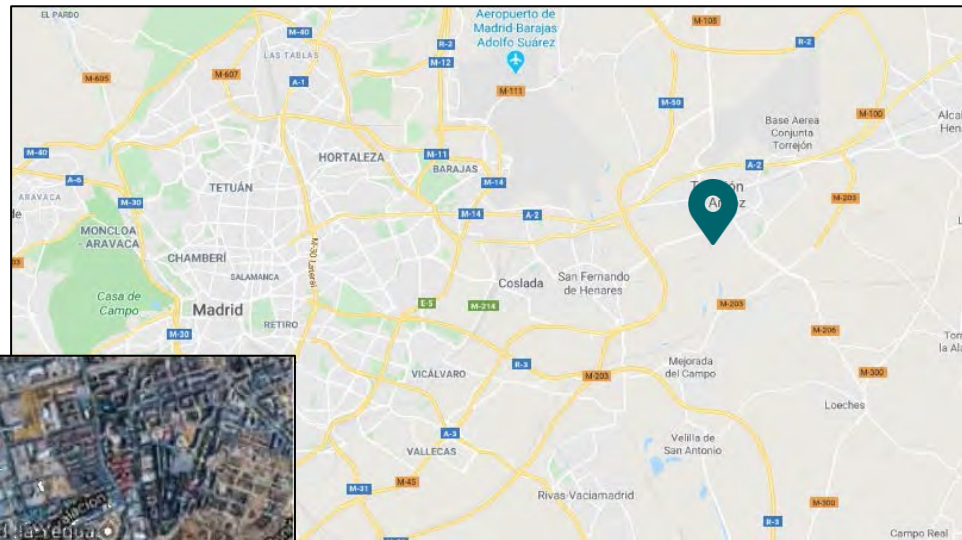 EL PARDO
M-40
LAS TABLAS
M-607
A-1
M-605
R-2
M-12
Aeropuerto de
Madrid-Barajas
Adolfo Suárez
M-111
M-108
R-2
M-50
Base Aerea
Conjunta
Torrejón
M-100
M-40
A-6
ARAVACA
M-30
TETUÁN
HORTALEZA
M-11
BARAJAS
M-14
M-14
A-2
A-2
M-203
MONCLOA
- ARAVACA
CHAMBERÍ
SALAMANCA
M-30 Lateral
Casa de
Campo
Madrid
RETIRO
M-30
E-5
M-214
Coslada
San Fernando
de Henares
M-203
M-206
VICÁLVARO
R-3
M-203
Mejorada
del Campo
M-300
Loeches
A-3
VALLECAS
Velilla de
San Antonio
M-31
M-45
Rivas-Vaciamadrid
M-300
R-3
Campo Real